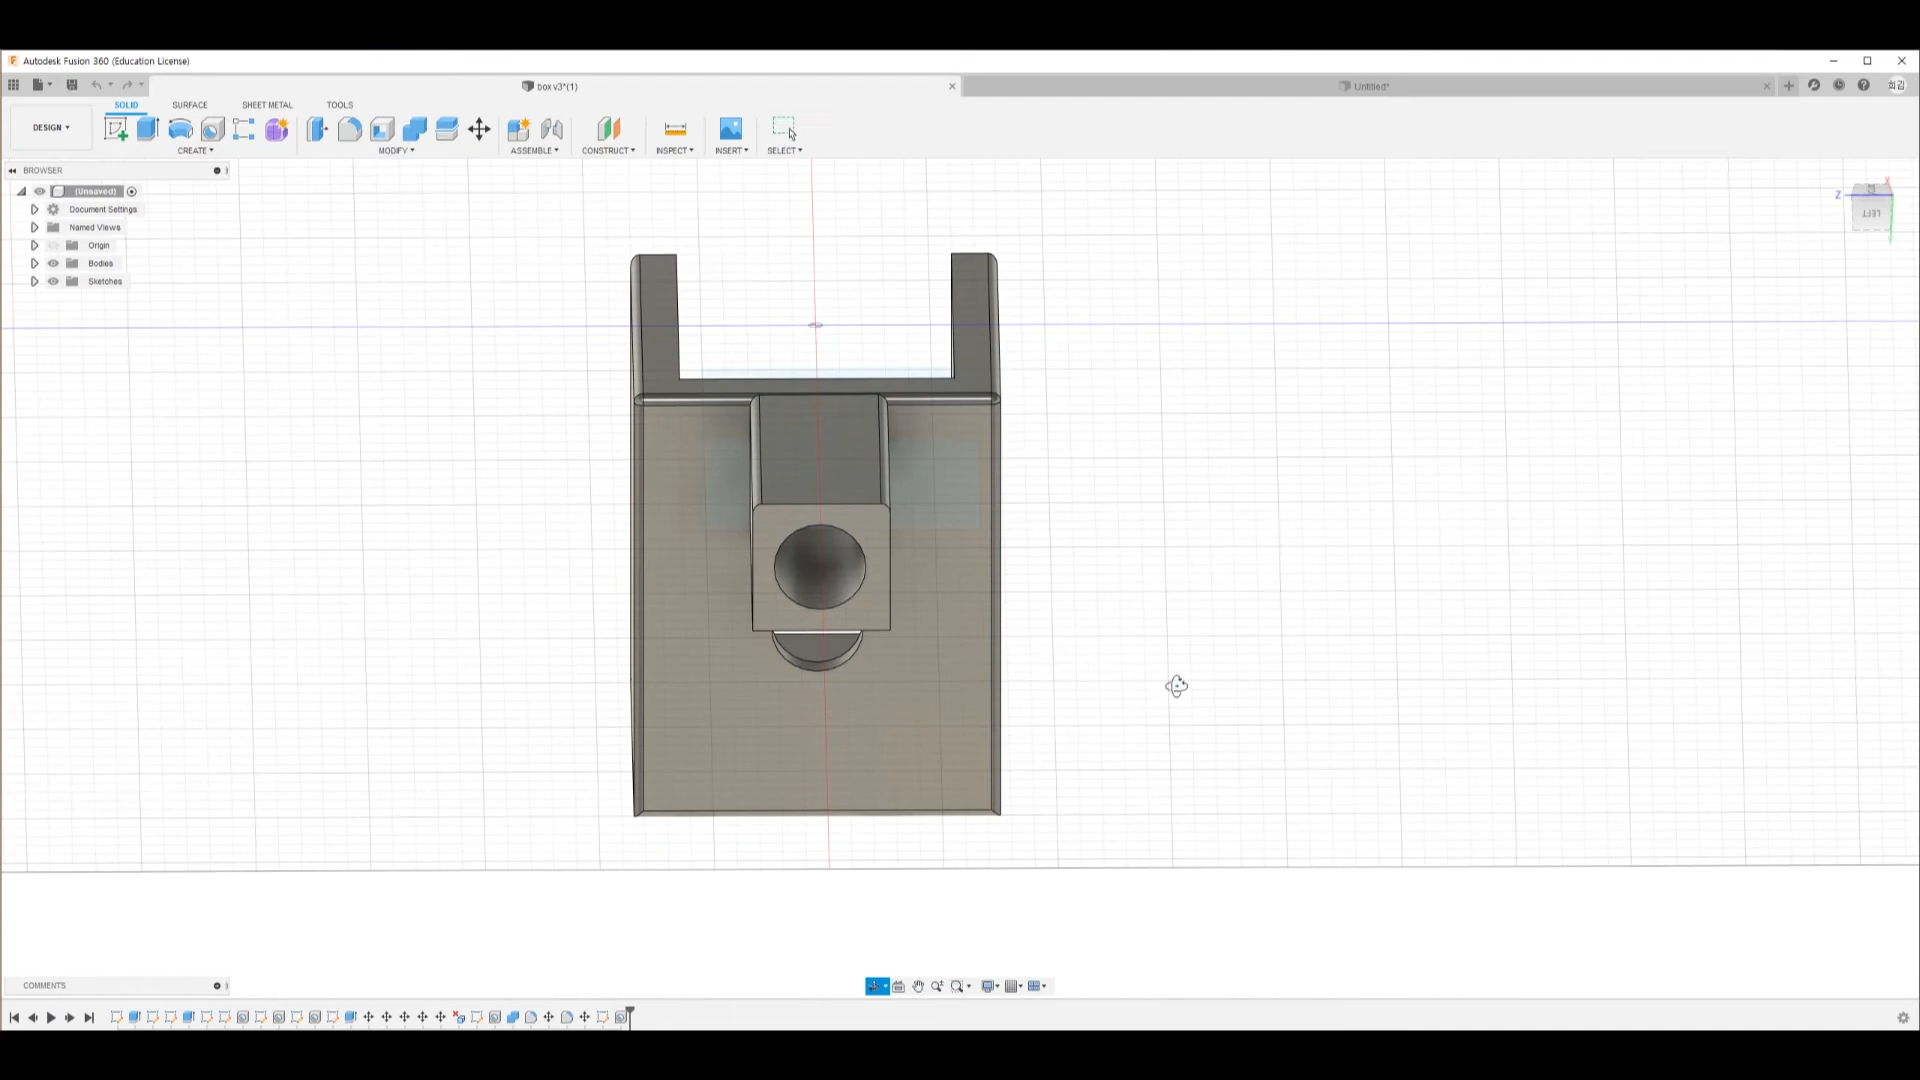 Autodesk Fusion 360 (Education License)
box v3*(1)
Untitled*
SOLID
SURFACE
SHEET METAL
TOOLS
DESIGN
CREATE
MODIFY
ASSEMBLE
CONSTRUCT
INSPECT
INSERT
SELECT
BROWSER
(Unsaved)
Document Settings
Named Views
Origin
Bodies
Sketches
X
Z
LEFT
COMMENTS